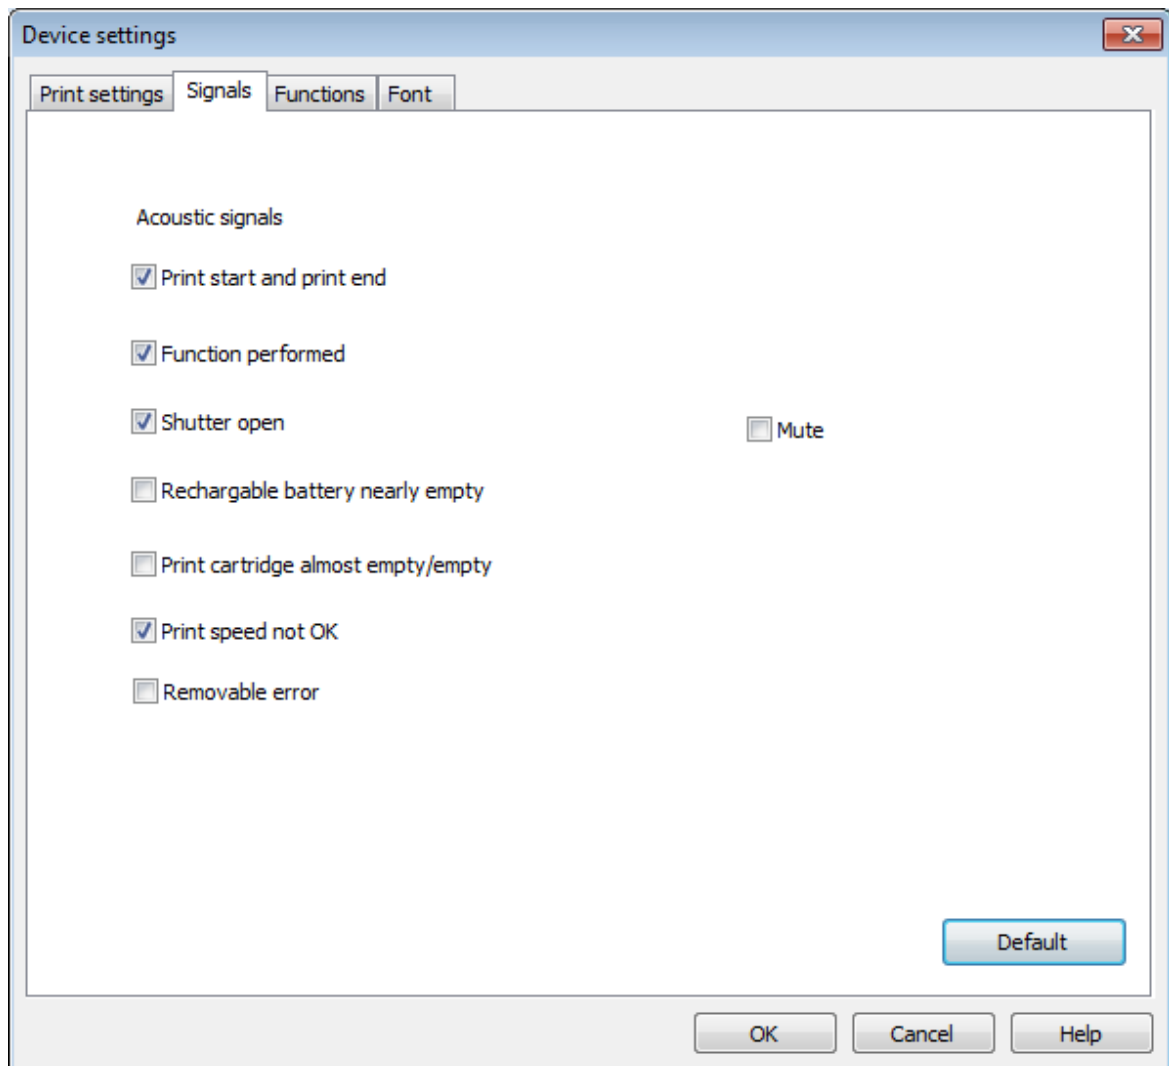 Device settings
Print settings Signals Functions Font
Acoustic signals
Print start and print end
Function performed
Shutter open
Mute
Rechargable battery nearly empty
Print cartridge almost empty/empty
Print speed not OK
Removable error
Default
OK Cancel Help